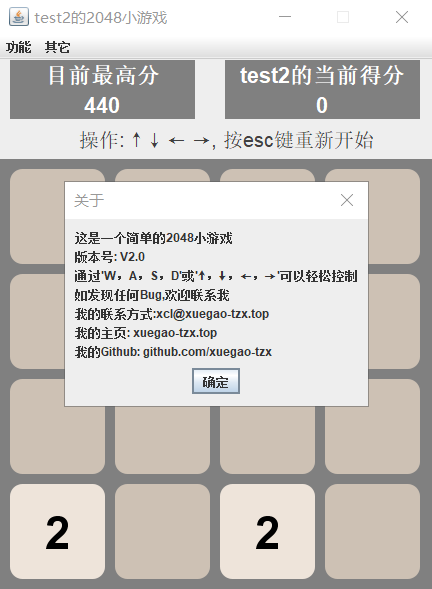 test2的2048小游戏
功能 其它
目前最高分
440
test2的当前得分
0
操作: ↑ ↓ ← →, 按esc键重新开始
关于
这是一个简单的2048小游戏
版本号: V2.0
通过'W，A，S，D'或'↑，↓，←，→'可以轻松控制
如发现任何Bug,欢迎联系我
我的联系方式:xcl@xuegao-tzx.top
我的主页: xuegao-tzx.top
我的Github: github.com/xuegao-tzx
确定
2
2